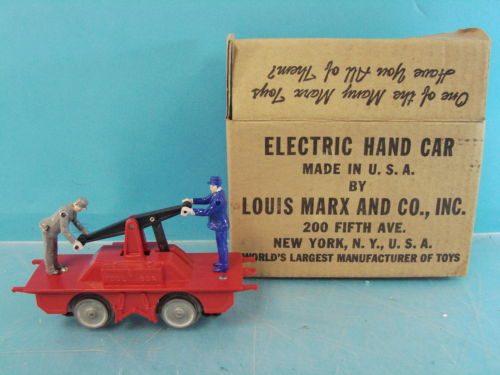 One of the Many Marx Toys
Have You All of Them?
ELECTRIC HAND CAR
MADE IN U. S. A.
BY
LOUIS MARX AND CO., INC.
200 FIFTH AVE.
NEW YORK, N. Y., U. S. A.
WORLD'S LARGEST MANUFACTURER OF TOYS